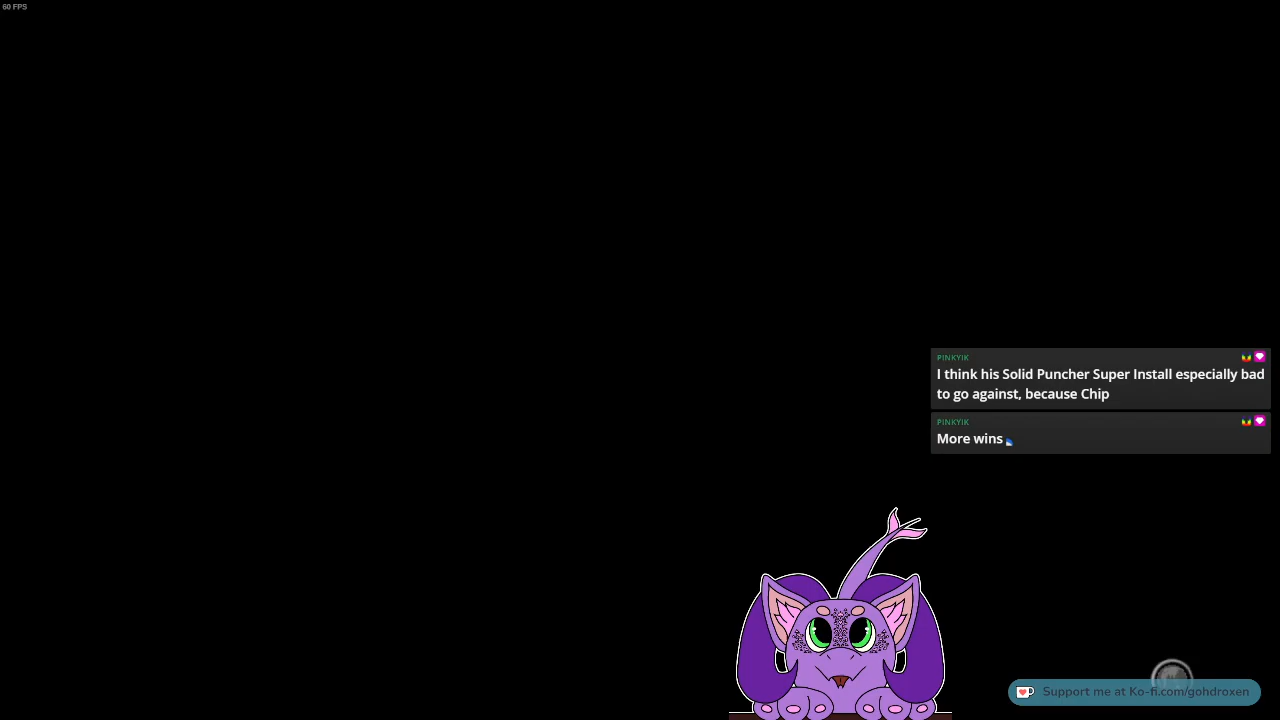 60 FPS
PINKYIK
I think his Solid Puncher Super Install especially bad
to go against, because Chip
PINKYIK
More wins
Support me at Ko-fi.com/gohdroxen